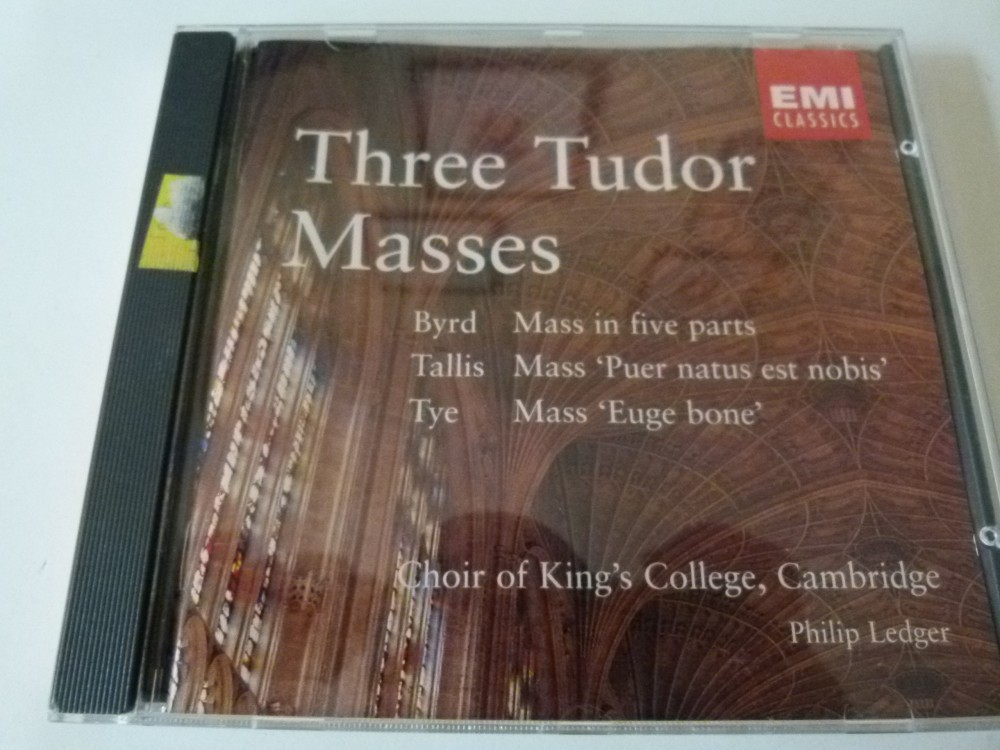 EMI
CLASSICS
Three Tudor
Masses
Byrd Mass in five parts
Tallis Mass ‘Puer natus est nobis’
Tye Mass ‘Euge bone’
Choir of King's College, Cambridge
Philip Ledger